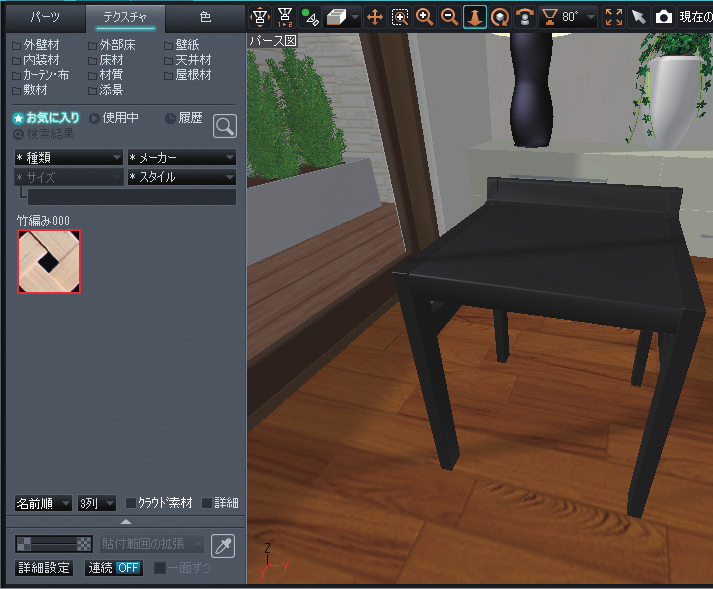 パーツ テクスチャ 色 80° 現在の
パース図
外壁材 外部床 壁紙
内装材 床材 天井材
カーテン・布 材質 屋根材
敷材 添景
お気に入り 使用中 履歴
検索結果
* 種類 * メーカー
* サイズ * スタイル
竹編み000
名前順 3列 クラウド素材 詳細
貼付範囲の拡張
詳細設定 連続 OFF 一面ずつ
Z
X Y